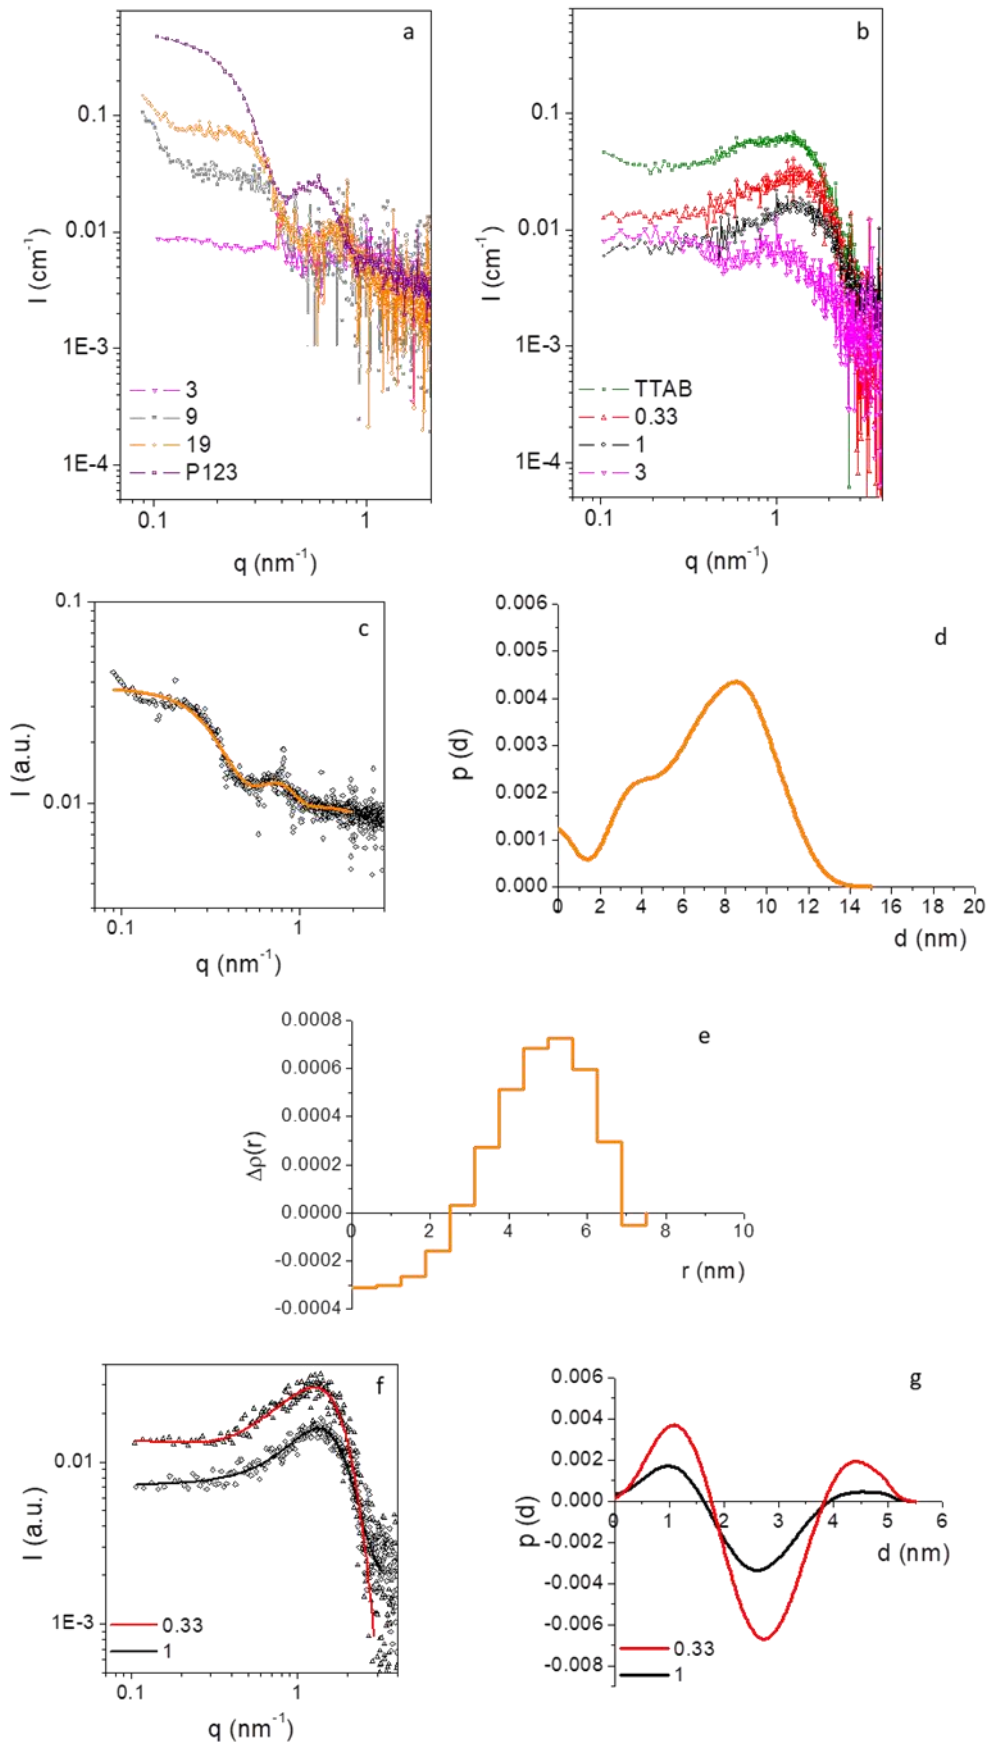 a
I (cm⁻¹)
0.1
0.01
1E-3
1E-4
3
9
19
P123
0.1
1
q (nm⁻¹)
b
I (cm⁻¹)
0.1
0.01
1E-3
1E-4
TTAB
0.33
1
3
0.1
1
q (nm⁻¹)
c
I (a.u.)
0.1
0.01
0.1
1
q (nm⁻¹)
d
p (d)
0.006
0.005
0.004
0.003
0.002
0.001
0.000
0 2 4 6 8 10 12 14 16 18 20
d (nm)
e
Δρ(r)
0.0008
0.0006
0.0004
0.0002
0.0000
-0.0002
-0.0004
0 2 4 6 8 10
r (nm)
f
I (a.u.)
0.01
1E-3
0.33
1
0.1
1
q (nm⁻¹)
g
p (d)
0.006
0.004
0.002
0.000
-0.002
-0.004
-0.006
-0.008
0 1 2 3 4 5 6
d (nm)
0.33
1